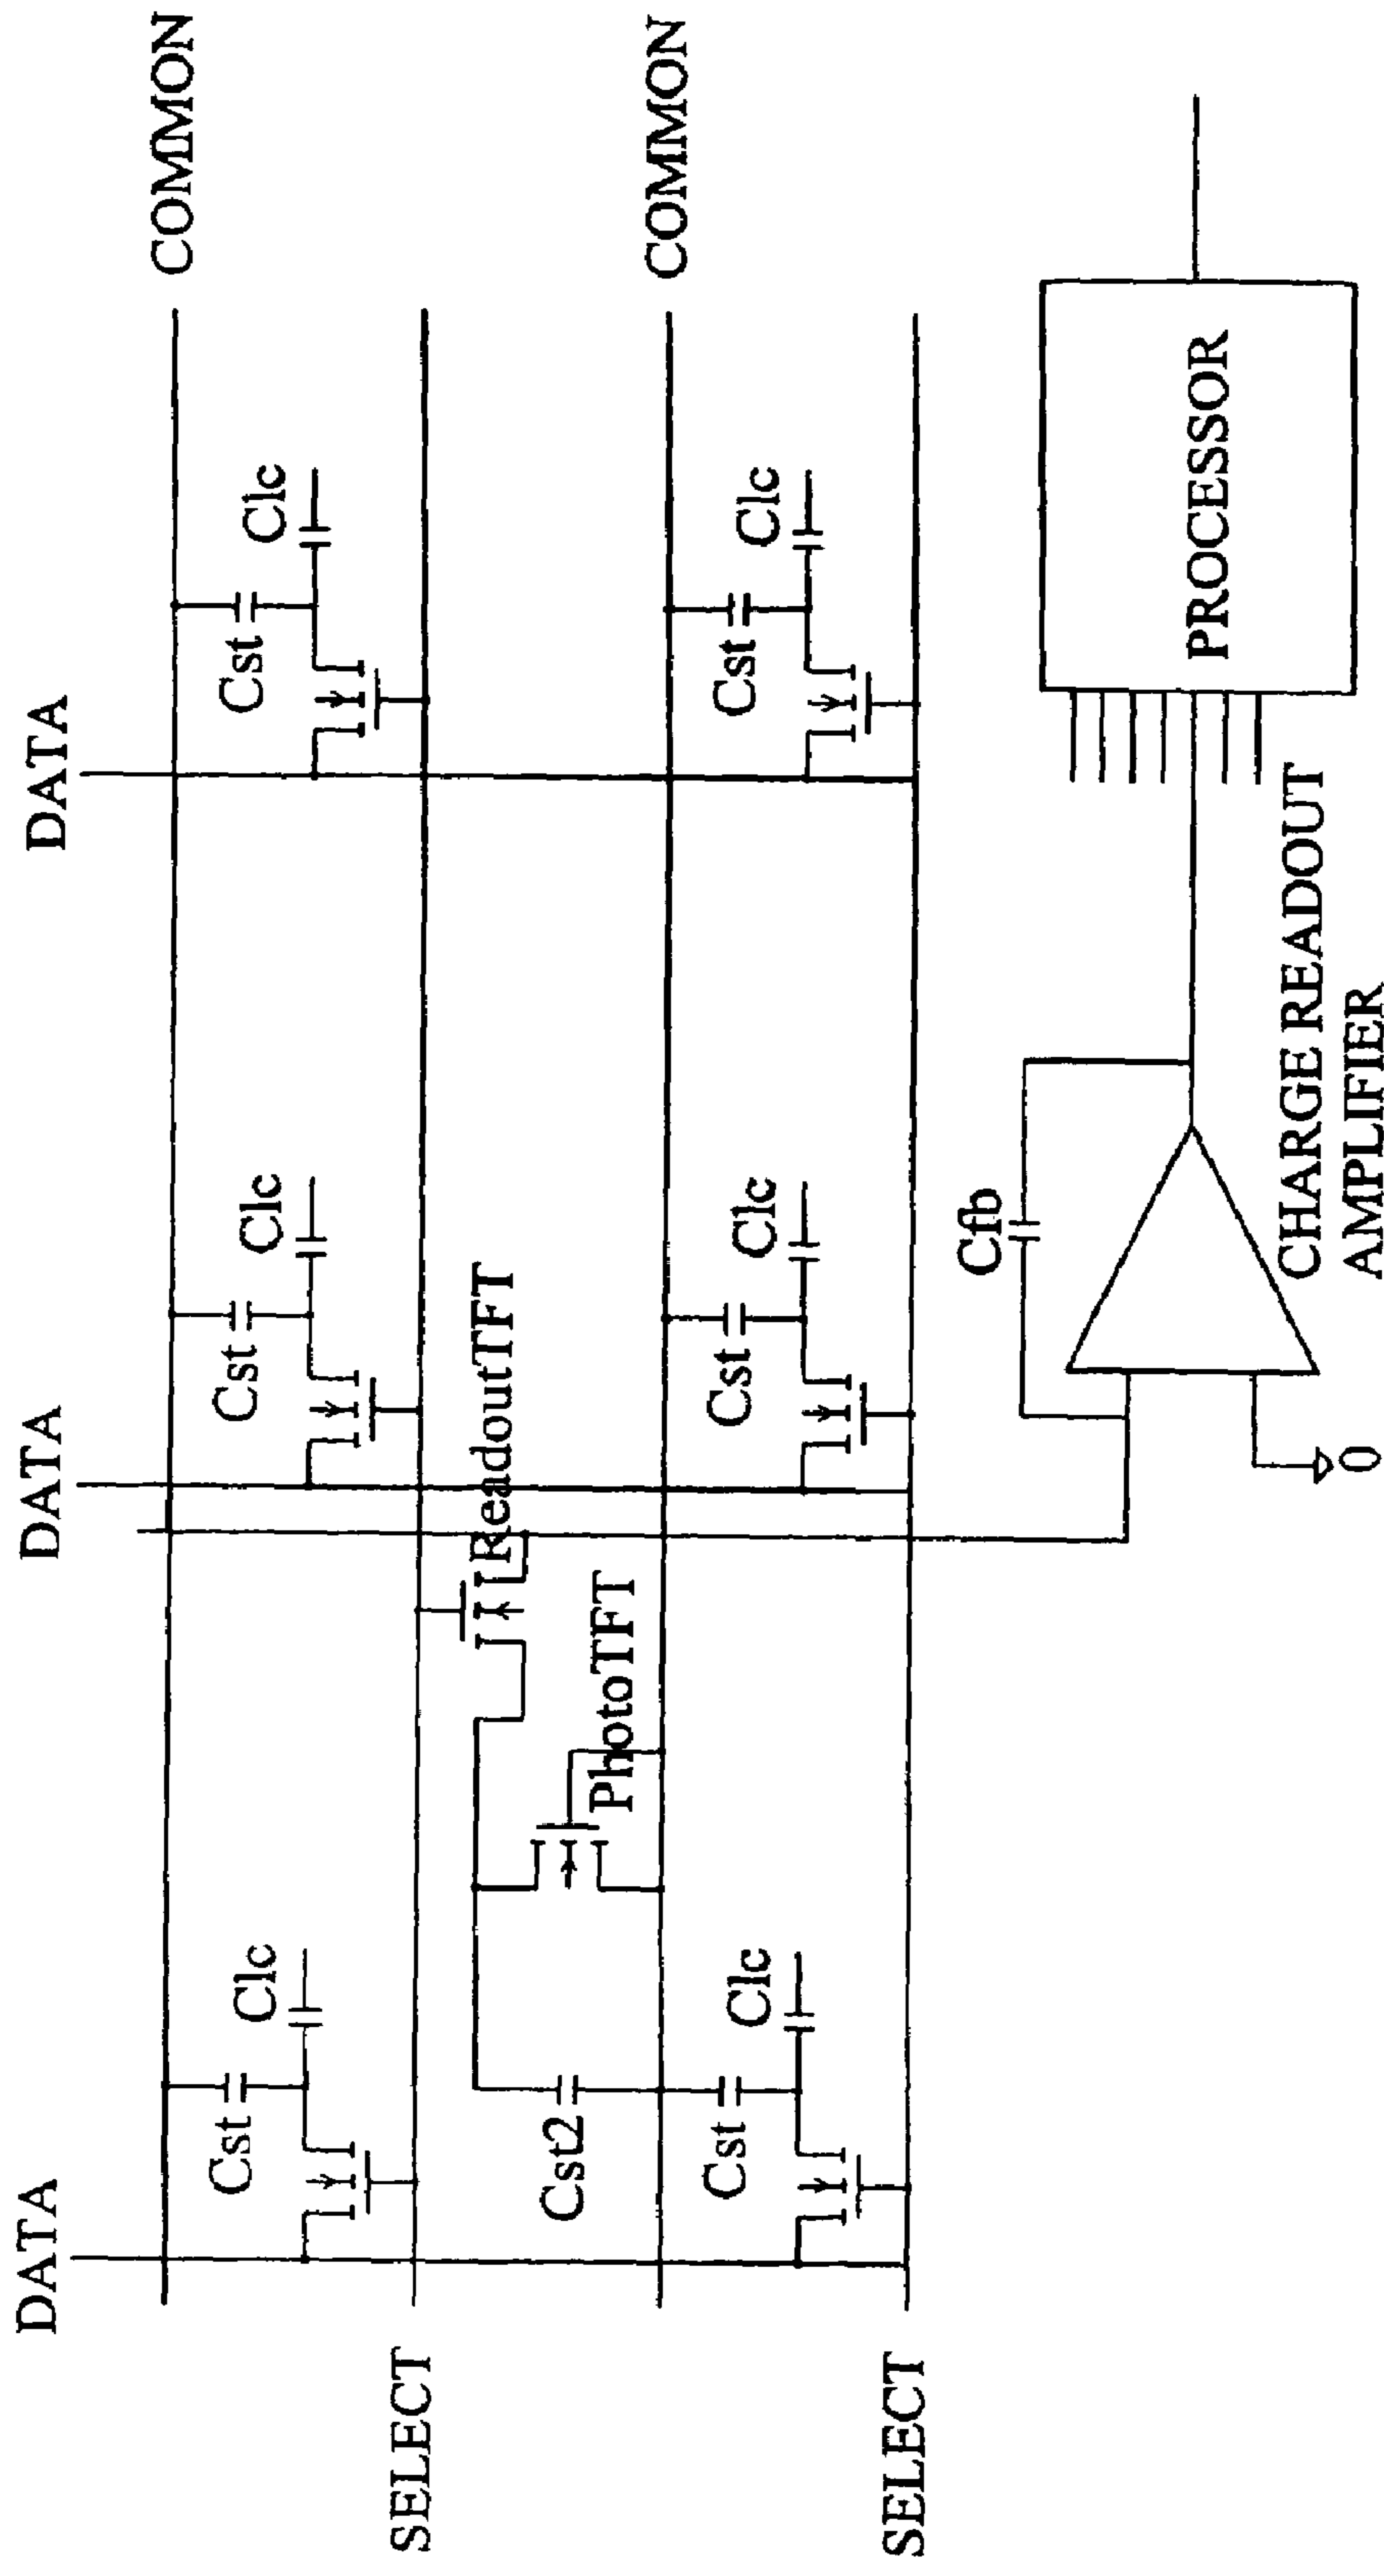 DATA
DATA
DATA
COMMON
Cst
Clc
Cst
Clc
Cst
Clc
SELECT
ReadoutTFT
PhotoTFT
Cst2
COMMON
Cst
Clc
Cst
Clc
Cst
Clc
SELECT
Cfb
PROCESSOR
0
CHARGE READOUT
AMPLIFIER